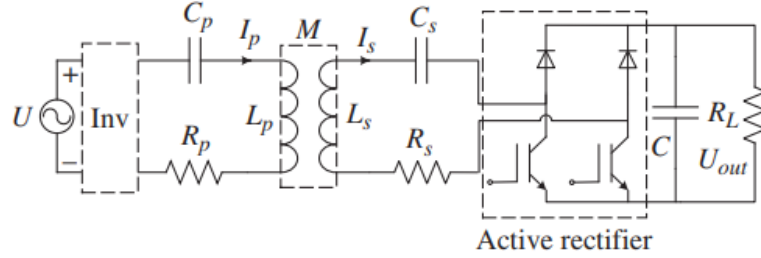 C_p I_p M I_s C_s
+
U Inv L_p L_s C R_L
−
R_p R_s U_out
Active rectifier